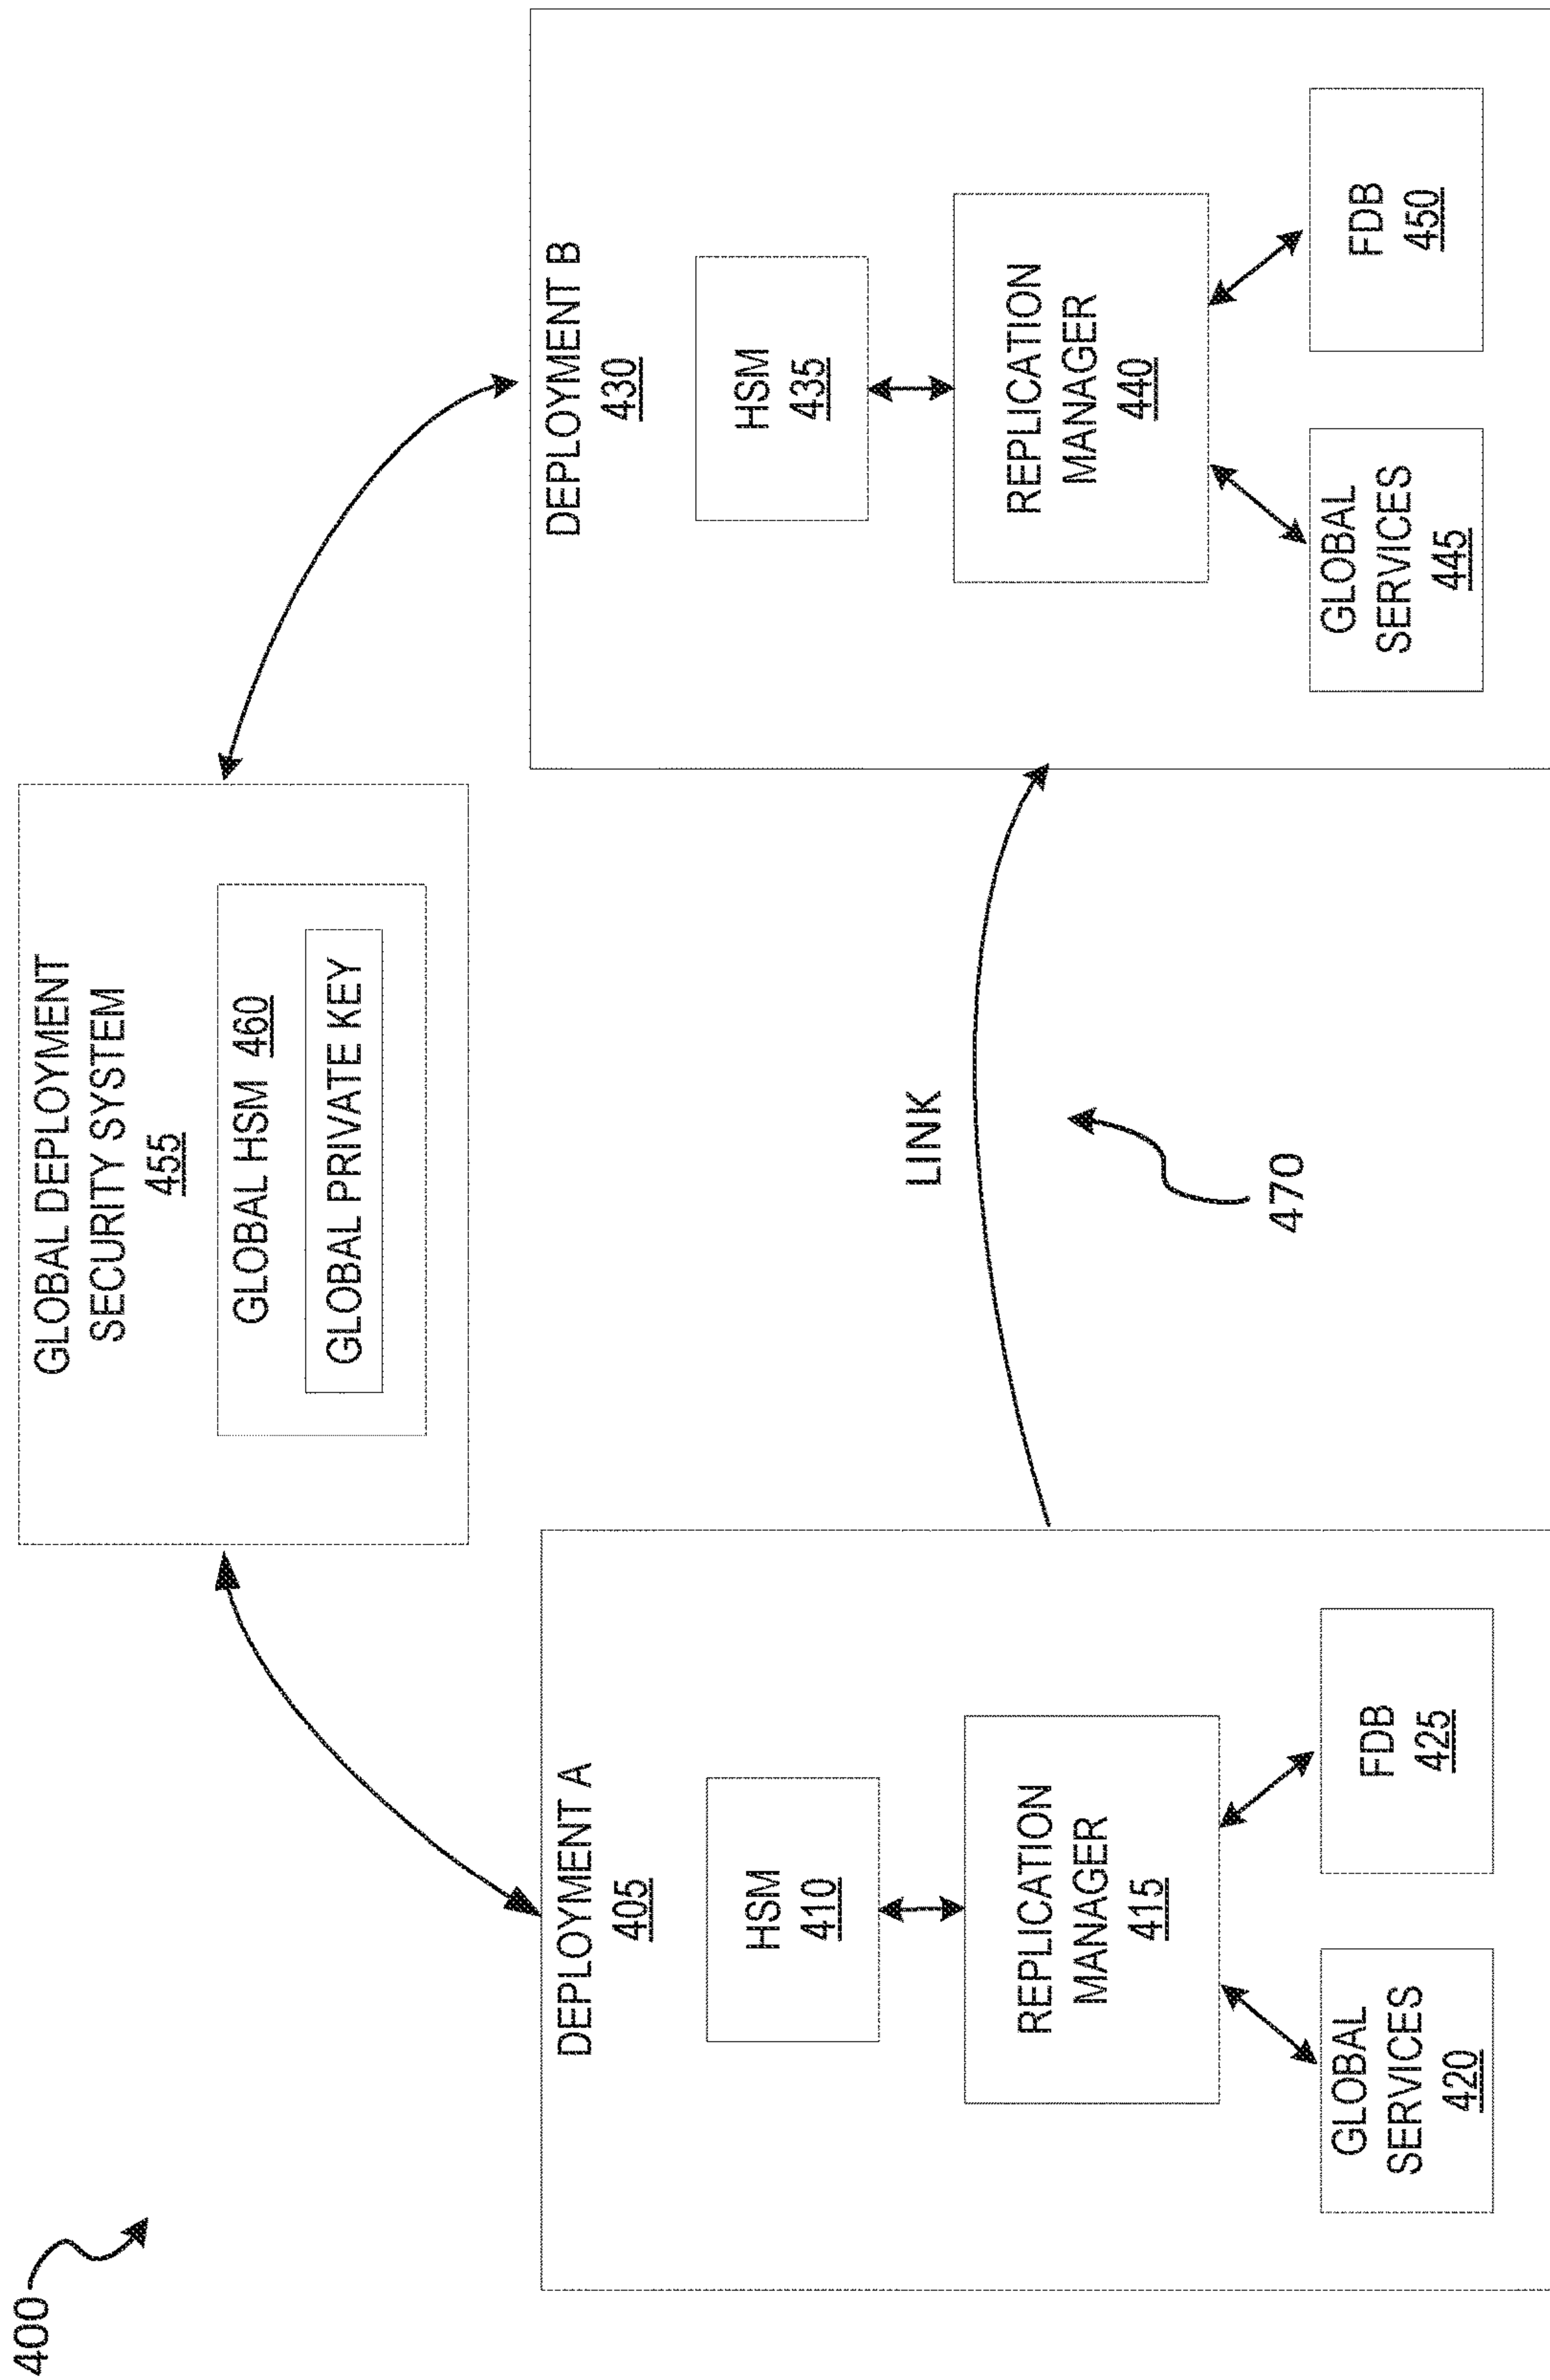 400
GLOBAL DEPLOYMENT
SECURITY SYSTEM
455
GLOBAL HSM 460
GLOBAL PRIVATE KEY
DEPLOYMENT A
405
HSM
410
REPLICATION
MANAGER
415
GLOBAL
SERVICES
420
FDB
425
LINK
470
DEPLOYMENT B
430
HSM
435
REPLICATION
MANAGER
440
GLOBAL
SERVICES
445
FDB
450